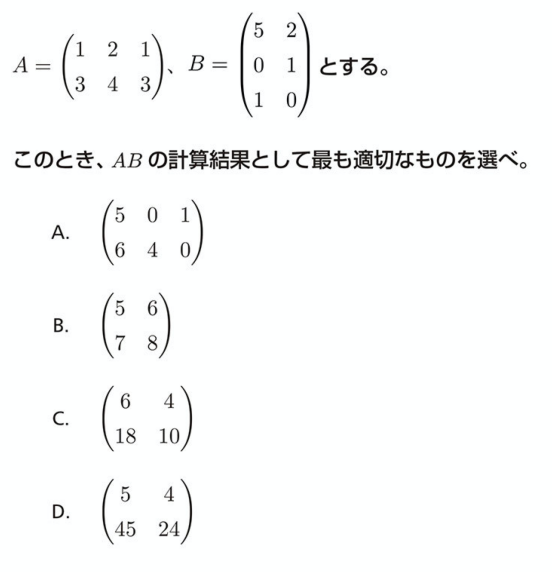 A = \begin{pmatrix} 1 & 2 & 1 \\ 3 & 4 & 3 \end{pmatrix}、B = \begin{pmatrix} 5 & 2 \\ 0 & 1 \\ 1 & 0 \end{pmatrix} とする。
このとき、AB の計算結果として最も適切なものを選べ。
A. \begin{pmatrix} 5 & 0 & 1 \\ 6 & 4 & 0 \end{pmatrix}
B. \begin{pmatrix} 5 & 6 \\ 7 & 8 \end{pmatrix}
C. \begin{pmatrix} 6 & 4 \\ 18 & 10 \end{pmatrix}
D. \begin{pmatrix} 5 & 4 \\ 45 & 24 \end{pmatrix}